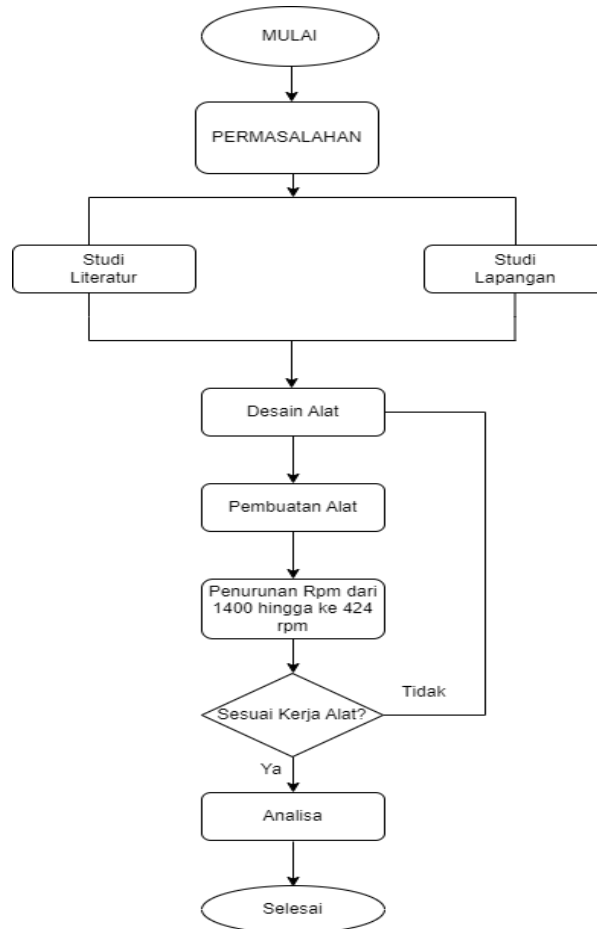 MULAI
PERMASALAHAN
Studi
Literatur
Studi
Lapangan
Desain Alat
Pembuatan Alat
Penurunan Rpm dari
1400 hingga ke 424
rpm
Sesuai Kerja Alat?
Tidak
Ya
Analisa
Selesai